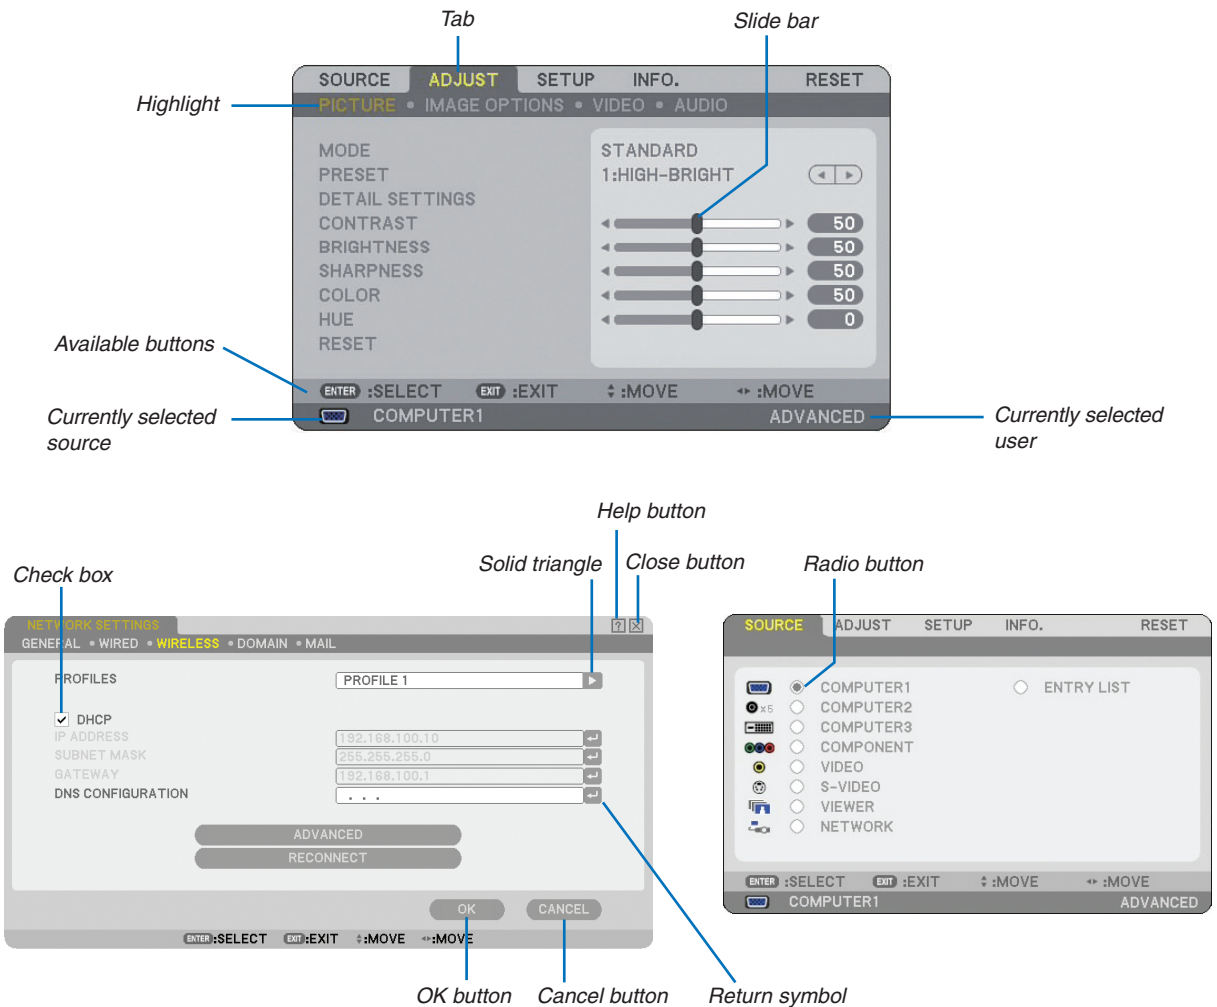 Tab
Slide bar
SOURCE ADJUST SETUP INFO. RESET
Highlight
PICTURE • IMAGE OPTIONS • VIDEO • AUDIO
MODE STANDARD
PRESET 1:HIGH-BRIGHT
DETAIL SETTINGS
CONTRAST 50
BRIGHTNESS 50
SHARPNESS 50
COLOR 50
HUE 0
RESET
Available buttons
ENTER :SELECT EXIT :EXIT :MOVE :MOVE
Currently selected source
COMPUTER1 ADVANCED
Currently selected user
Help button
Check box
Solid triangle
Close button
Radio button
NETWORK SETTINGS ?
GENERAL • WIRED • WIRELESS • DOMAIN • MAIL
PROFILES PROFILE 1
DHCP
IP ADDRESS 192.168.100.10
SUBNET MASK 255.255.255.0
GATEWAY 192.168.100.1
DNS CONFIGURATION . . .
ADVANCED
RECONNECT
OK CANCEL
ENTER:SELECT EXIT:EXIT :MOVE :MOVE
OK button
Cancel button
Return symbol
SOURCE ADJUST SETUP INFO. RESET
COMPUTER1 ENTRY LIST
×5 COMPUTER2
COMPUTER3
COMPONENT
VIDEO
S-VIDEO
VIEWER
NETWORK
ENTER :SELECT EXIT :EXIT :MOVE :MOVE
COMPUTER1 ADVANCED